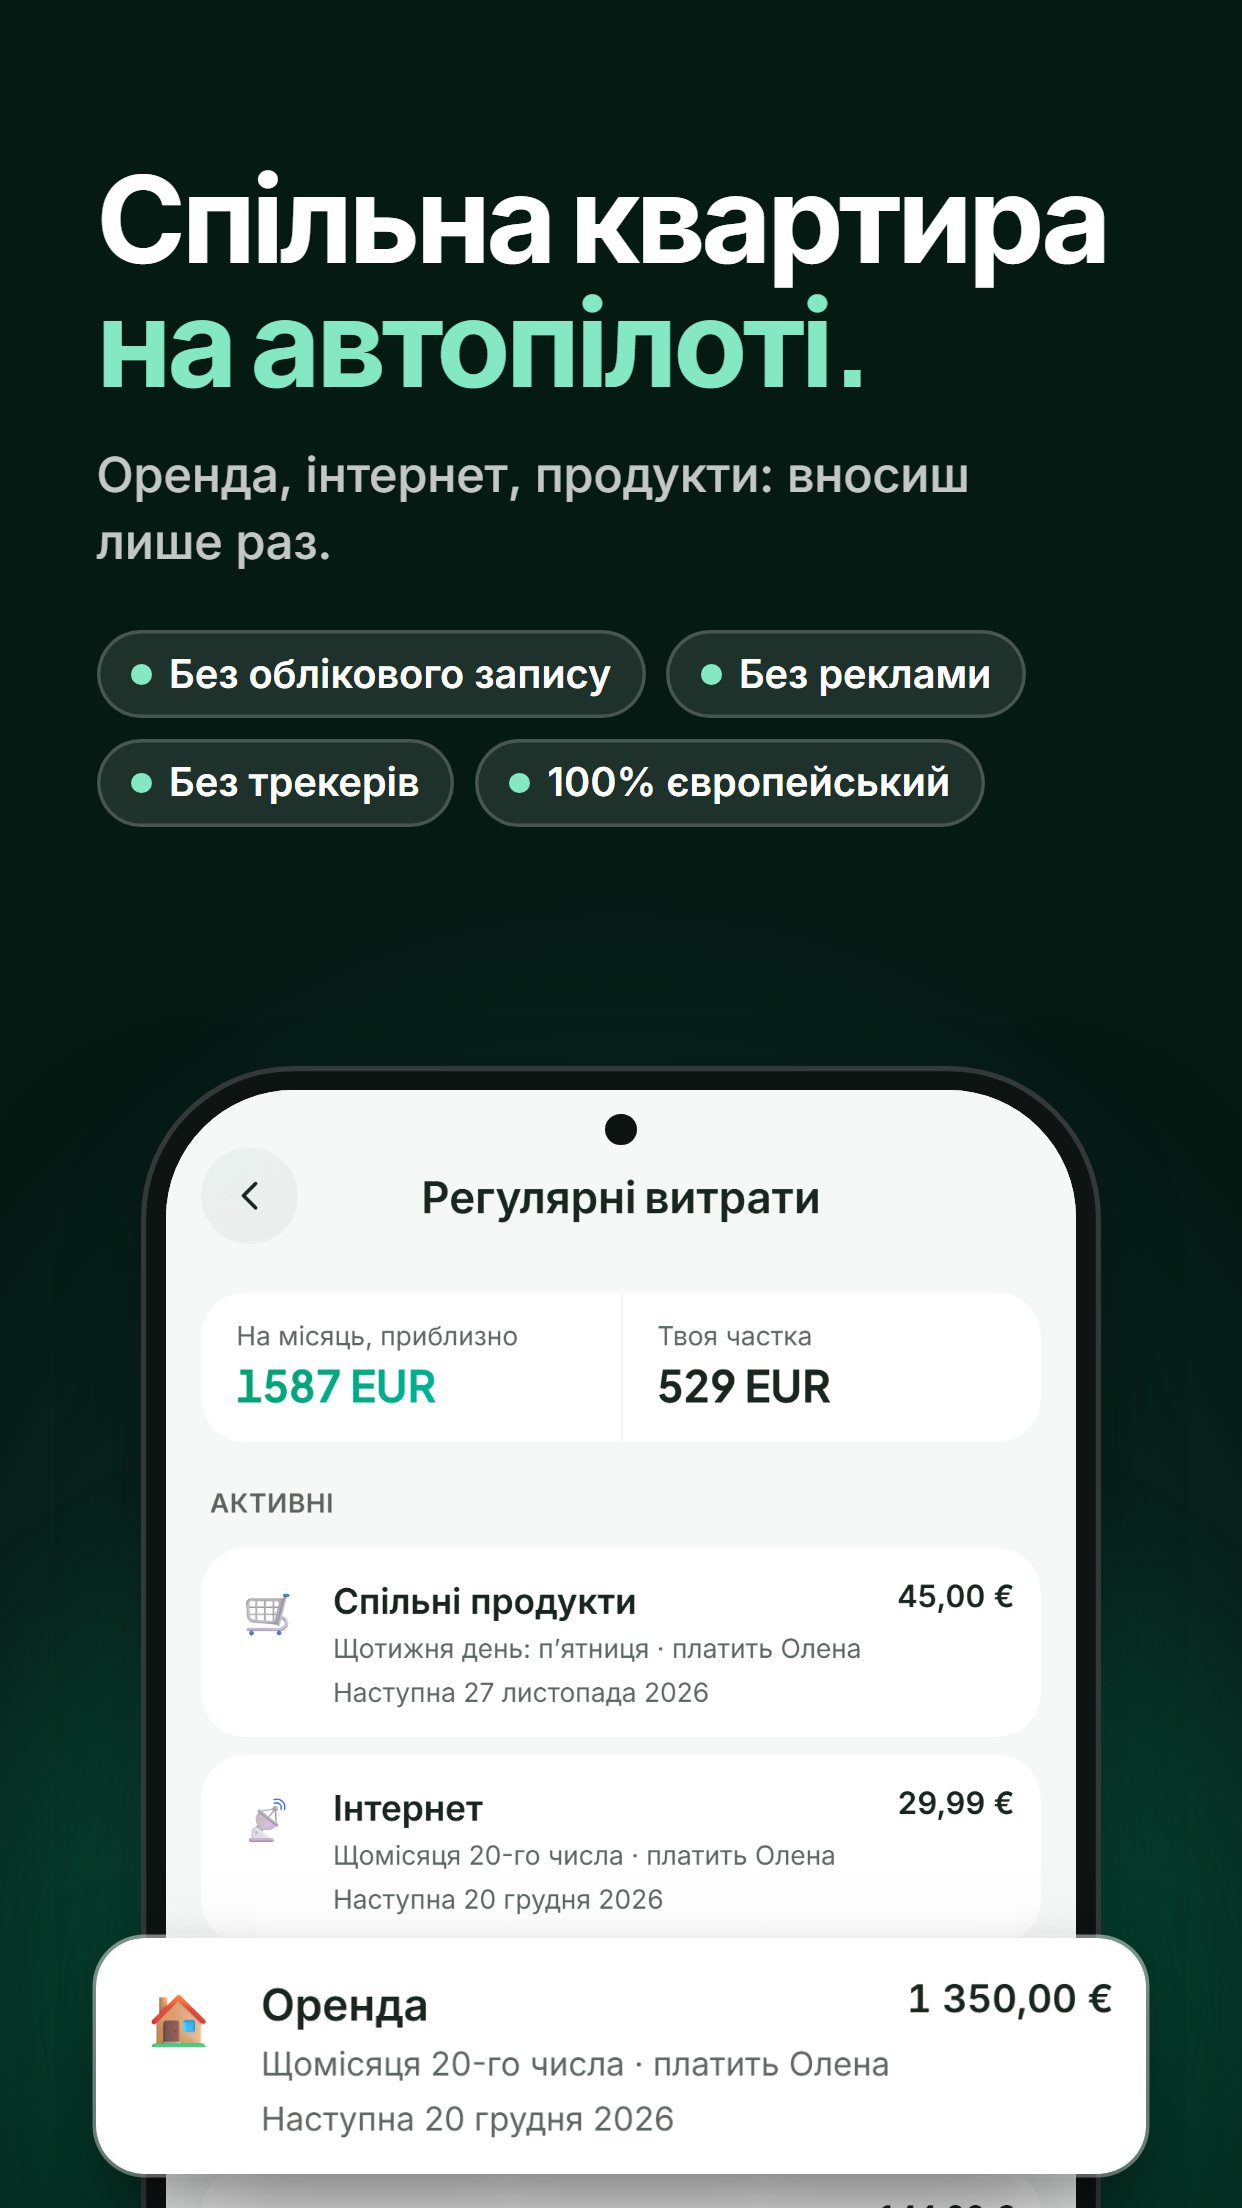 Спільна квартира
на автопілоті.
Оренда, інтернет, продукти: вносиш
лише раз.
Без облікового запису
Без реклами
Без трекерів
100% європейський
Регулярні витрати
На місяць, приблизно
1587 EUR
Твоя частка
529 EUR
АКТИВНІ
Спільні продукти
45,00 €
Щотижня день: п’ятниця · платить Олена
Наступна 27 листопада 2026
Інтернет
29,99 €
Щомісяця 20-го числа · платить Олена
Наступна 20 грудня 2026
Оренда
1 350,00 €
Щомісяця 20-го числа · платить Олена
Наступна 20 грудня 2026